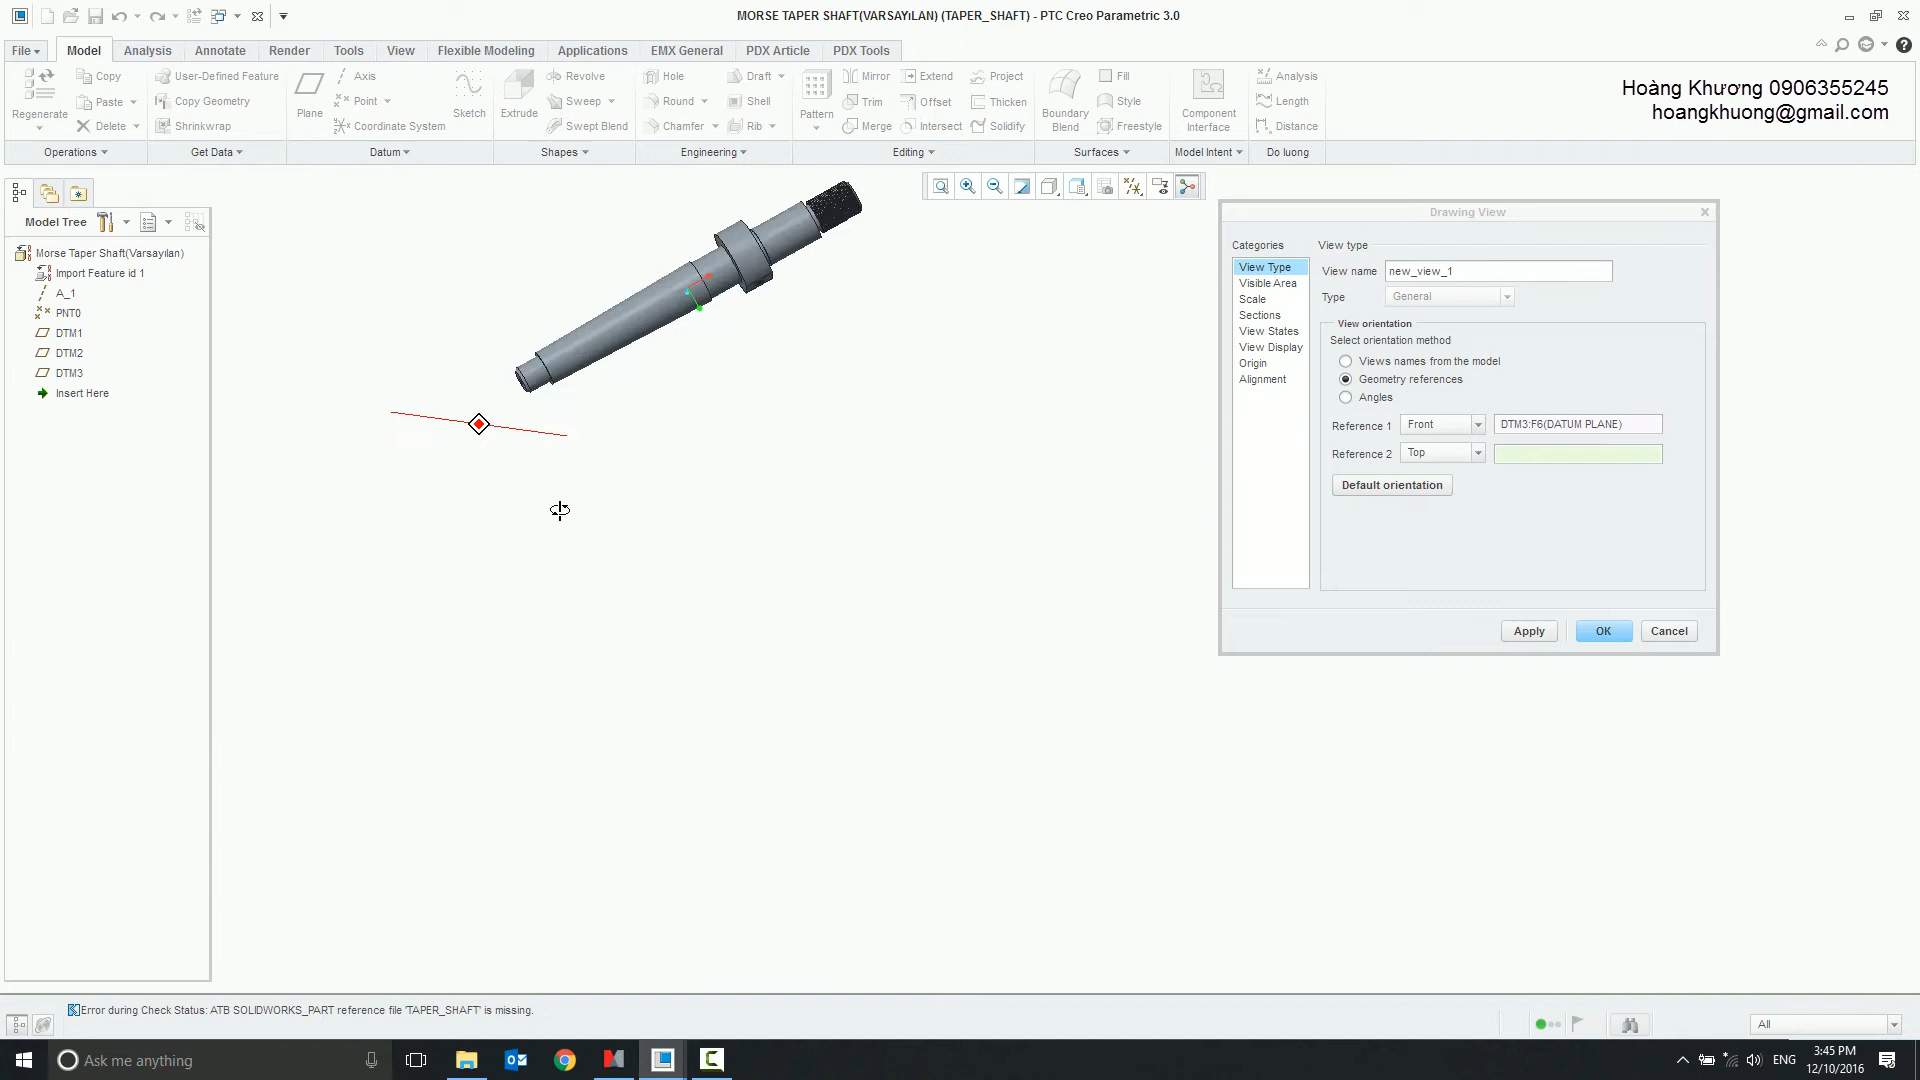 MORSE TAPER SHAFT(VARSAYıLAN) (TAPER_SHAFT) - PTC Creo Parametric 3.0
File Model Analysis Annotate Render Tools View Flexible Modeling Applications EMX General PDX Article PDX Tools
Regenerate
Copy
Paste
Delete
Operations
User-Defined Feature
Copy Geometry
Shrinkwrap
Get Data
Plane
Axis
Point
Coordinate System
Sketch
Datum
Extrude
Revolve
Sweep
Swept Blend
Shapes
Hole
Round
Chamfer
Draft
Shell
Rib
Engineering
Pattern
Mirror
Trim
Merge
Extend
Offset
Intersect
Project
Thicken
Solidify
Editing
Boundary
Blend
Fill
Style
Freestyle
Surfaces
Component
Interface
Model Intent
Analysis
Length
Distance
Do luong
Hoàng Khương 0906355245
hoangkhuong@gmail.com
Model Tree
Morse Taper Shaft(Varsayılan)
Import Feature id 1
A_1
PNT0
DTM1
DTM2
DTM3
Insert Here
Drawing View
Categories
View Type
Visible Area
Scale
Sections
View States
View Display
Origin
Alignment
View type
View name new_view_1
Type General
View orientation
Select orientation method
Views names from the model
Geometry references
Angles
Reference 1 Front DTM3:F6(DATUM PLANE)
Reference 2 Top
Default orientation
Apply OK Cancel
Error during Check Status: ATB SOLIDWORKS_PART reference file 'TAPER_SHAFT' is missing.
All
Ask me anything
ENG
3:45 PM
12/10/2016